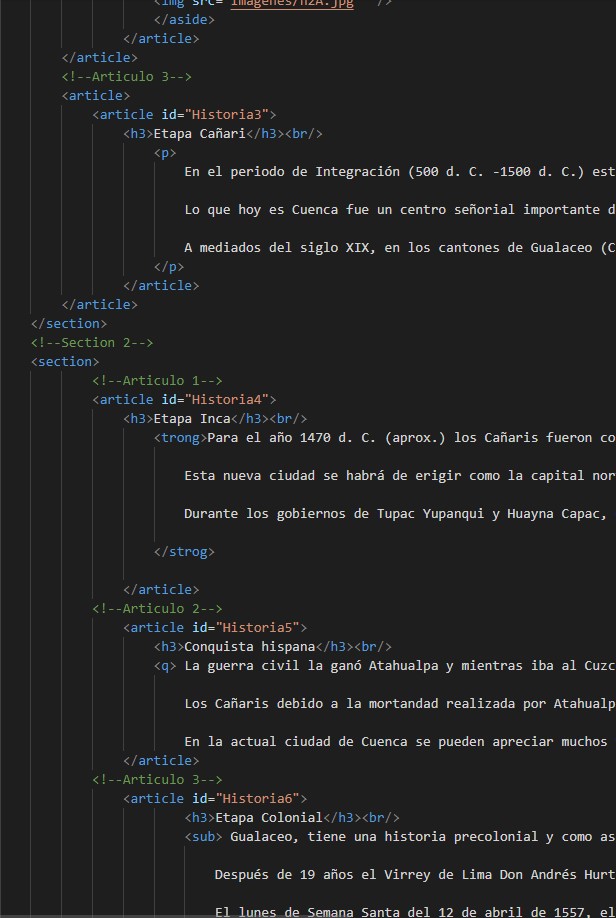 <img src="imagenes/h2A.jpg" />
</aside>
</article>
</article>
<!--Articulo 3-->
<article>
<article id="Historia3">
<h3>Etapa Cañari</h3><br/>
<p>
En el periodo de Integración (500 d. C. -1500 d. C.) est
Lo que hoy es Cuenca fue un centro señorial importante d
A mediados del siglo XIX, en los cantones de Gualaceo (C
</p>
</article>
</article>
</section>
<!--Section 2-->
<section>
<!--Articulo 1-->
<article id="Historia4">
<h3>Etapa Inca</h3><br/>
<trong>Para el año 1470 d. C. (aprox.) los Cañaris fueron co
Esta nueva ciudad se habrá de erigir como la capital nor
Durante los gobiernos de Tupac Yupanqui y Huayna Capac,
</strog>
</article>
<!--Articulo 2-->
<article id="Historia5">
<h3>Conquista hispana</h3><br/>
<q> La guerra civil la ganó Atahualpa y mientras iba al Cuzc
Los Cañaris debido a la mortandad realizada por Atahualp
En la actual ciudad de Cuenca se pueden apreciar muchos
</article>
<!--Articulo 3-->
<article id="Historia6">
<h3>Etapa Colonial</h3><br/>
<sub> Gualaceo, tiene una historia precolonial y como as
Después de 19 años el Virrey de Lima Don Andrés Hurt
El lunes de Semana Santa del 12 de abril de 1557, el